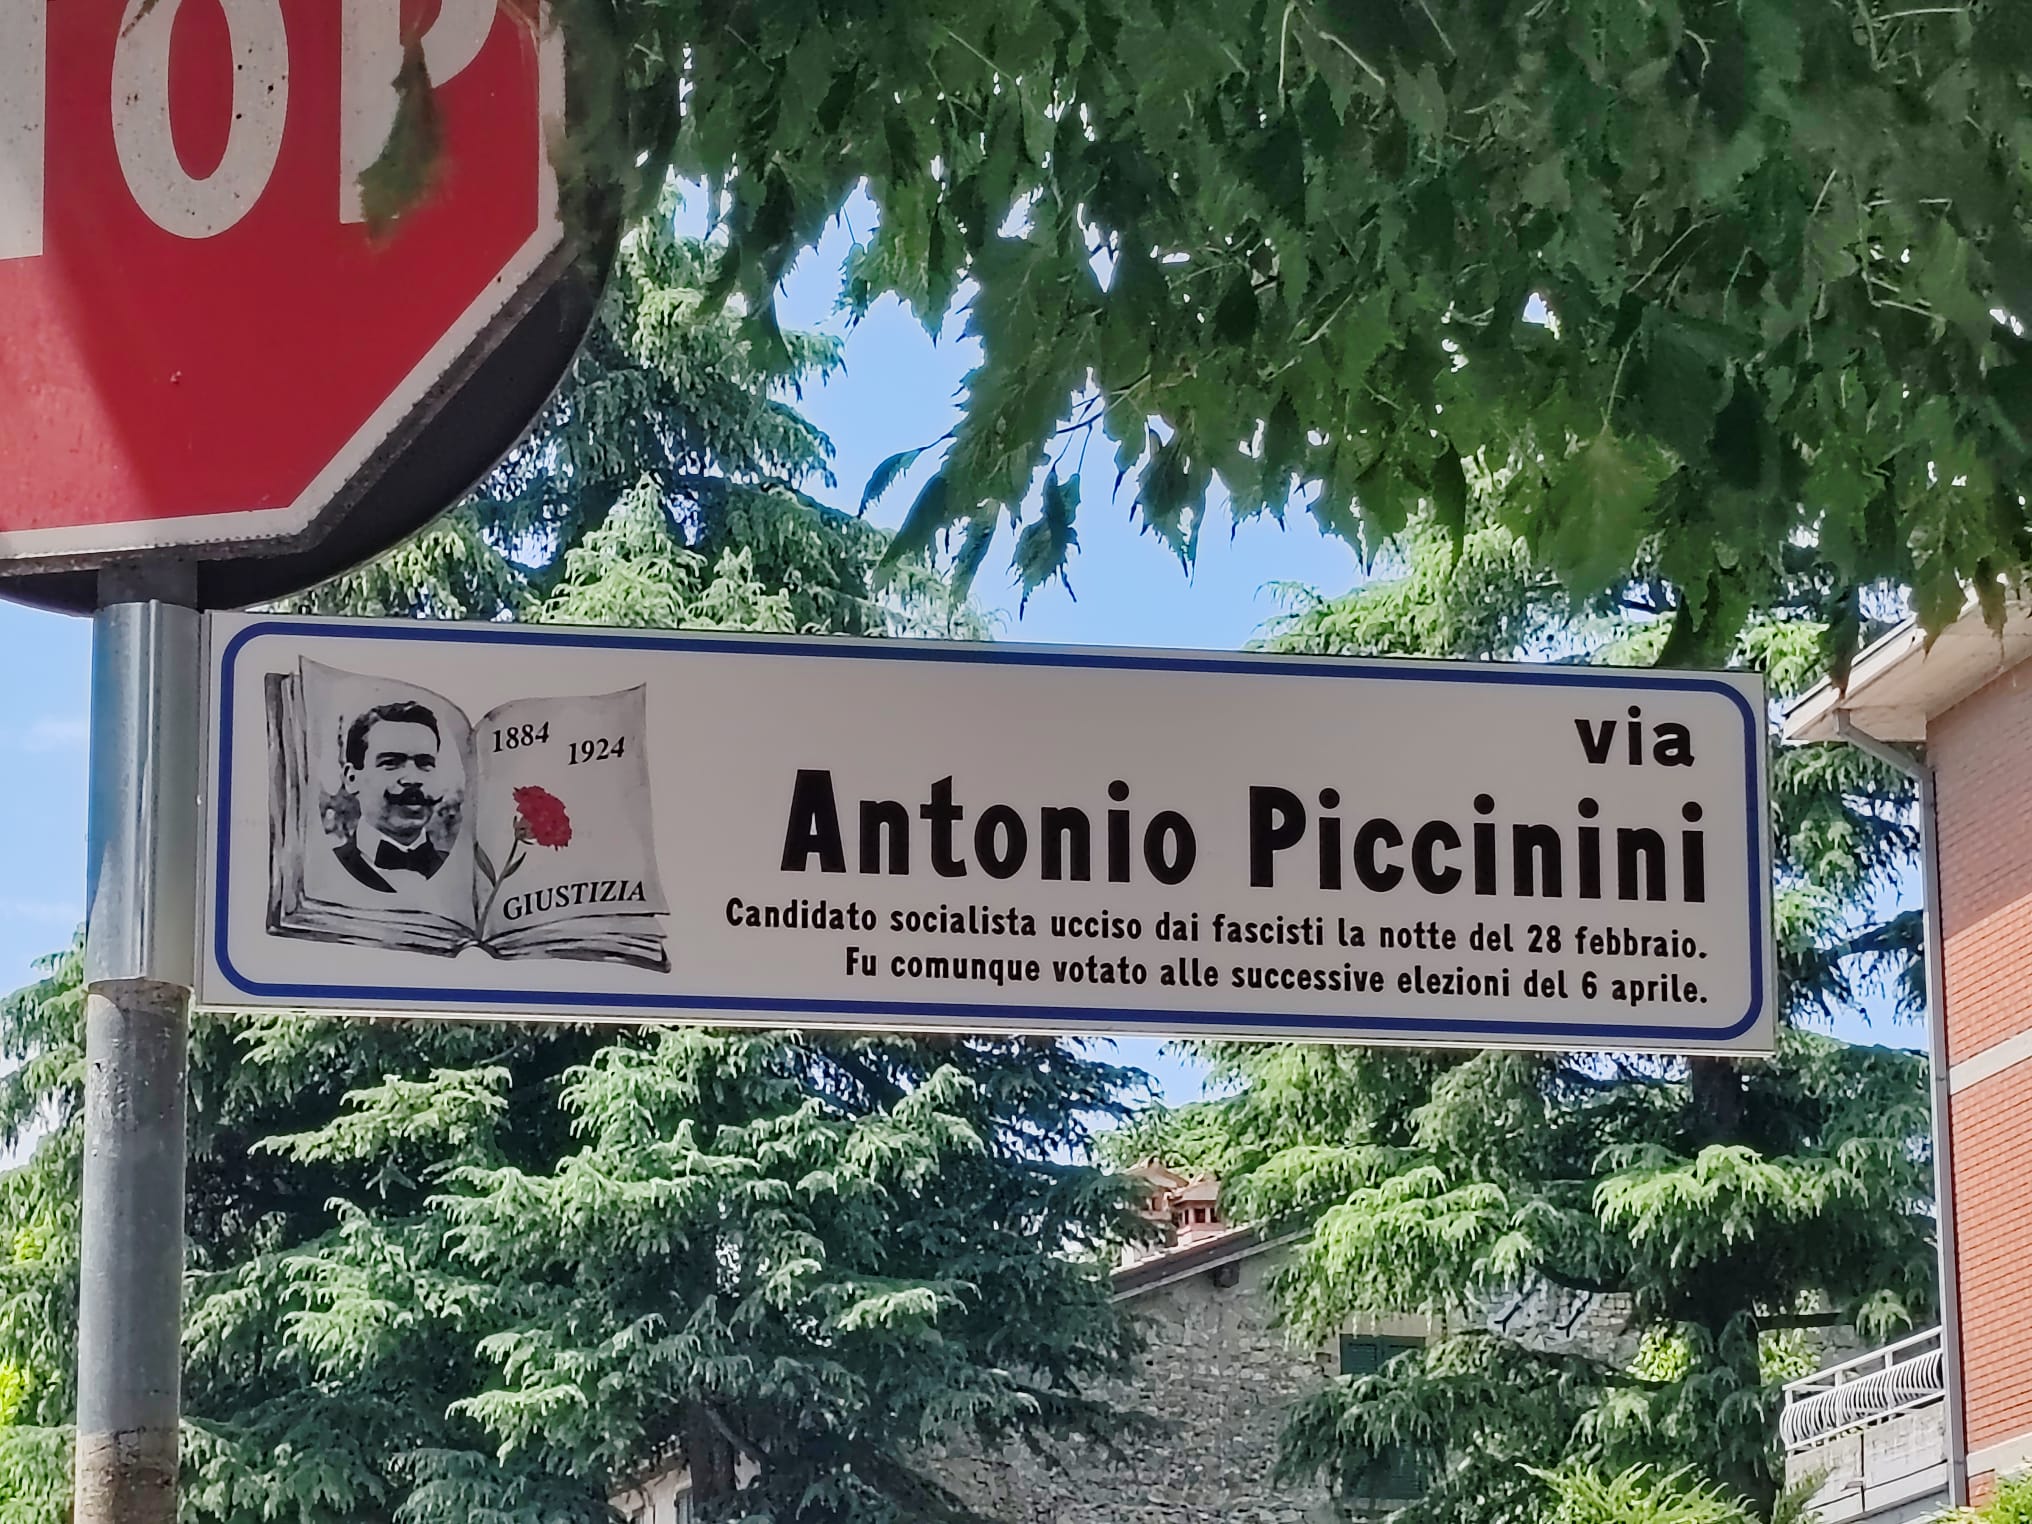 TOP
1884
1924
GIUSTIZIA
via
Antonio Piccinini
Candidato socialista ucciso dai fascisti la notte del 28 febbraio.
Fu comunque votato alle successive elezioni del 6 aprile.